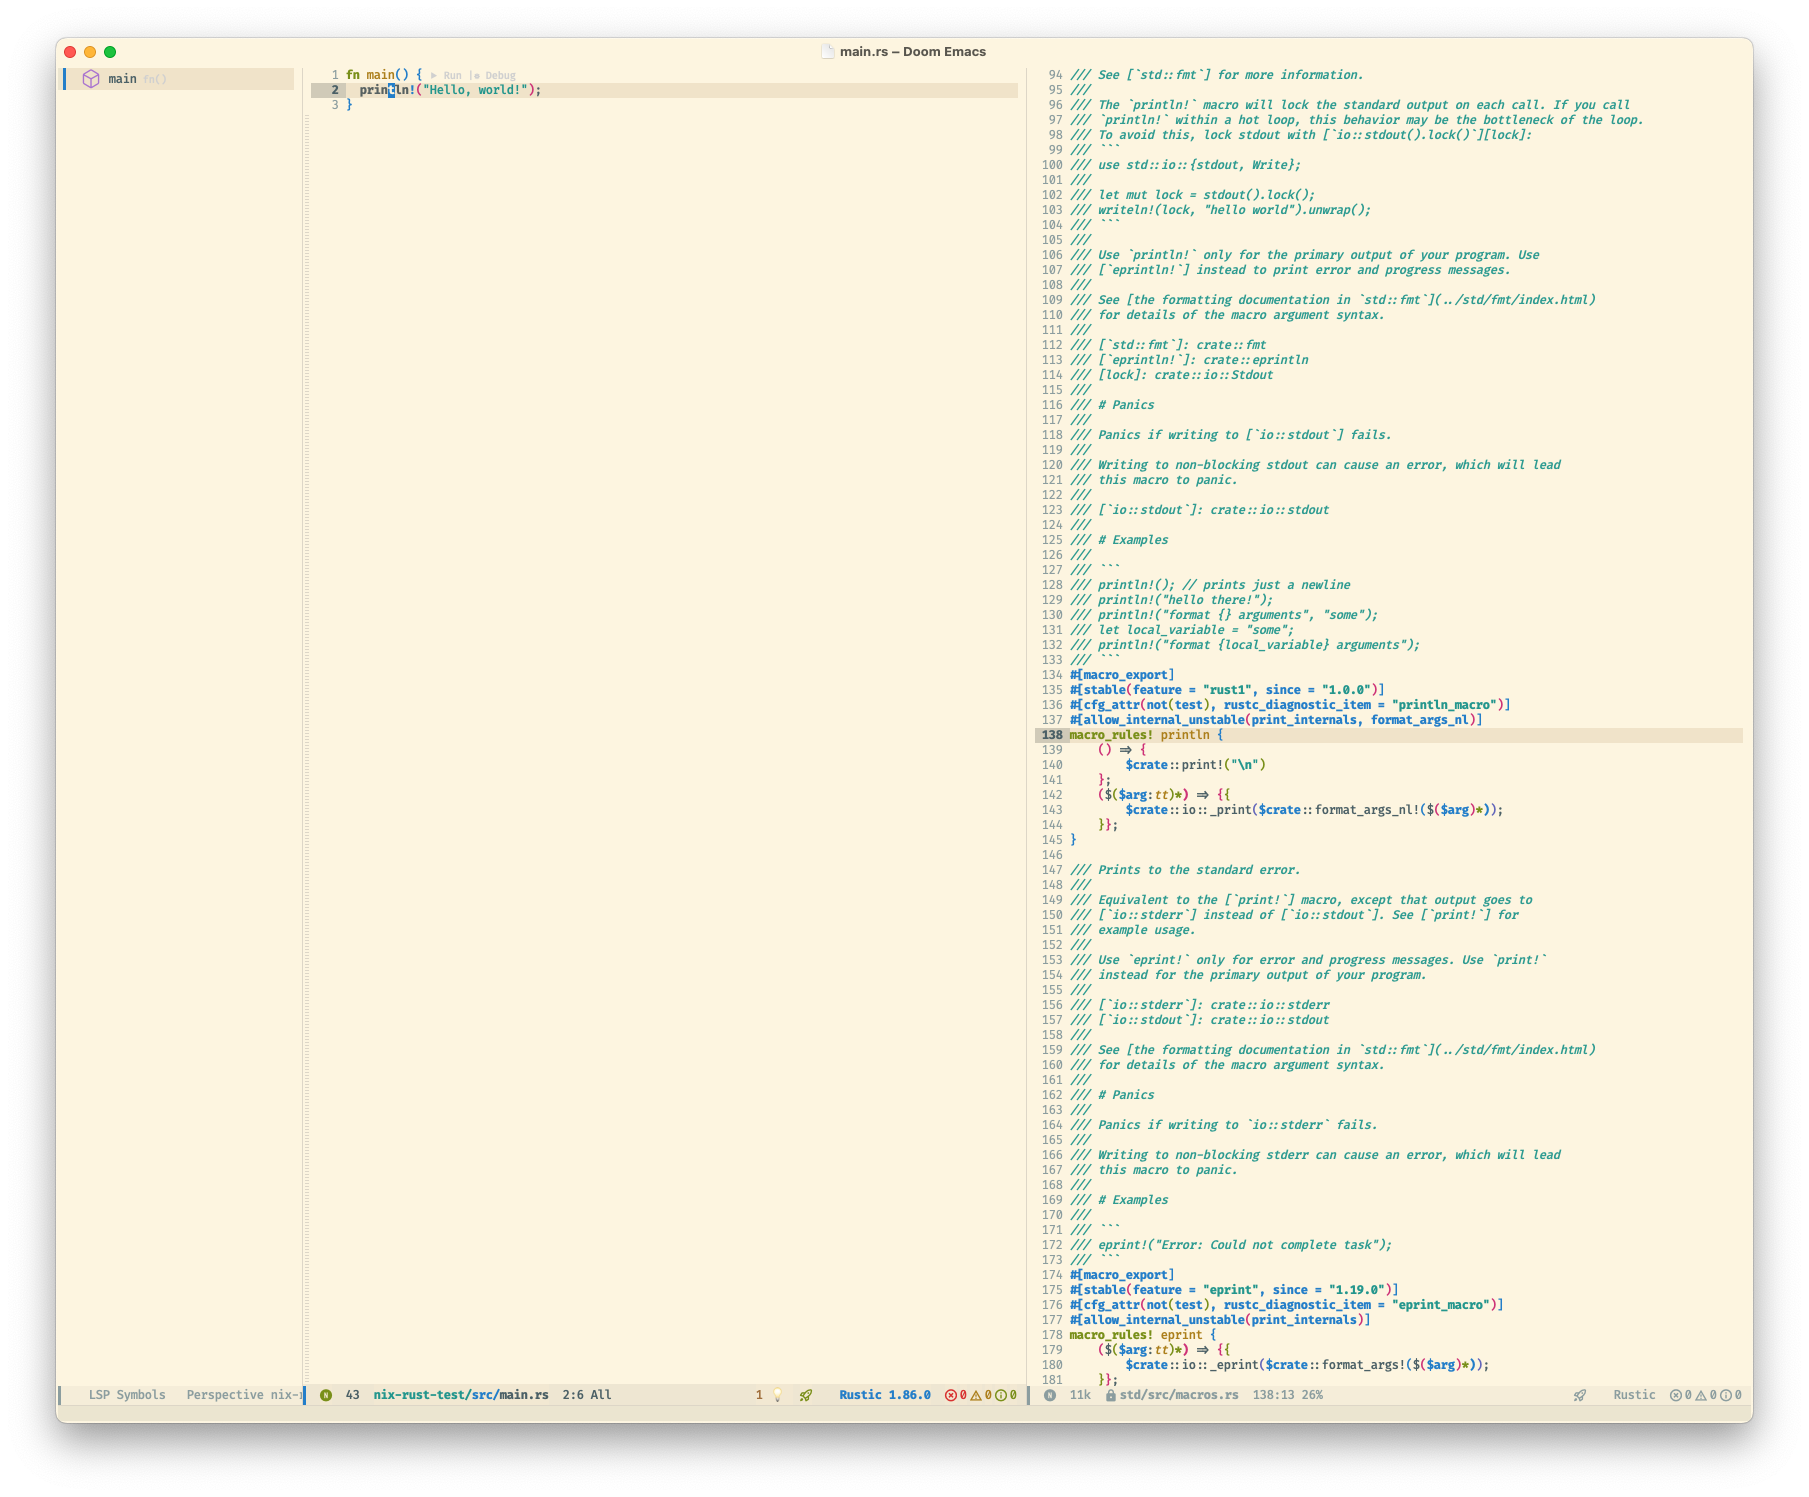 main.rs – Doom Emacs
main fn()
1 fn main() { ▶ Run |◆ Debug
2   println!("Hello, world!");
3 }
94 /// See [`std::fmt`] for more information.
95 ///
96 /// The `println!` macro will lock the standard output on each call. If you call
97 /// `println!` within a hot loop, this behavior may be the bottleneck of the loop.
98 /// To avoid this, lock stdout with [`io::stdout().lock()`][lock]:
99 /// ```
100 /// use std::io::{stdout, Write};
101 ///
102 /// let mut lock = stdout().lock();
103 /// writeln!(lock, "hello world").unwrap();
104 /// ```
105 ///
106 /// Use `println!` only for the primary output of your program. Use
107 /// [`eprintln!`] instead to print error and progress messages.
108 ///
109 /// See [the formatting documentation in `std::fmt`](../std/fmt/index.html)
110 /// for details of the macro argument syntax.
111 ///
112 /// [`std::fmt`]: crate::fmt
113 /// [`eprintln!`]: crate::eprintln
114 /// [lock]: crate::io::Stdout
115 ///
116 /// # Panics
117 ///
118 /// Panics if writing to [`io::stdout`] fails.
119 ///
120 /// Writing to non-blocking stdout can cause an error, which will lead
121 /// this macro to panic.
122 ///
123 /// [`io::stdout`]: crate::io::stdout
124 ///
125 /// # Examples
126 ///
127 /// ```
128 /// println!(); // prints just a newline
129 /// println!("hello there!");
130 /// println!("format {} arguments", "some");
131 /// let local_variable = "some";
132 /// println!("format {local_variable} arguments");
133 /// ```
134 #[macro_export]
135 #[stable(feature = "rust1", since = "1.0.0")]
136 #[cfg_attr(not(test), rustc_diagnostic_item = "println_macro")]
137 #[allow_internal_unstable(print_internals, format_args_nl)]
138 macro_rules! println {
139     () => {
140         $crate::print!("\n")
141     };
142     ($($arg:tt)*) => {{
143         $crate::io::_print($crate::format_args_nl!($($arg)*));
144     }};
145 }
146
147 /// Prints to the standard error.
148 ///
149 /// Equivalent to the [`print!`] macro, except that output goes to
150 /// [`io::stderr`] instead of [`io::stdout`]. See [`print!`] for
151 /// example usage.
152 ///
153 /// Use `eprint!` only for error and progress messages. Use `print!`
154 /// instead for the primary output of your program.
155 ///
156 /// [`io::stderr`]: crate::io::stderr
157 /// [`io::stdout`]: crate::io::stdout
158 ///
159 /// See [the formatting documentation in `std::fmt`](../std/fmt/index.html)
160 /// for details of the macro argument syntax.
161 ///
162 /// # Panics
163 ///
164 /// Panics if writing to `io::stderr` fails.
165 ///
166 /// Writing to non-blocking stderr can cause an error, which will lead
167 /// this macro to panic.
168 ///
169 /// # Examples
170 ///
171 /// ```
172 /// eprint!("Error: Could not complete task");
173 /// ```
174 #[macro_export]
175 #[stable(feature = "eprint", since = "1.19.0")]
176 #[cfg_attr(not(test), rustc_diagnostic_item = "eprint_macro")]
177 #[allow_internal_unstable(print_internals)]
178 macro_rules! eprint {
179     ($($arg:tt)*) => {{
180         $crate::io::_eprint($crate::format_args!($($arg)*));
181     }};
LSP Symbols Perspective nix-
N 43 nix-rust-test/src/main.rs 2:6 All 1 Rustic 1.86.0 0 0 0
N 11k std/src/macros.rs 138:13 26% Rustic 0 0 0